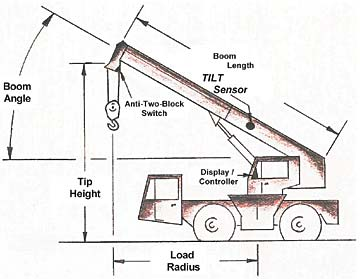 Boom
Length
TILT
Sensor
Boom
Angle
Anti-Two-Block
Switch
Display /
Controller
Tip
Height
Load
Radius